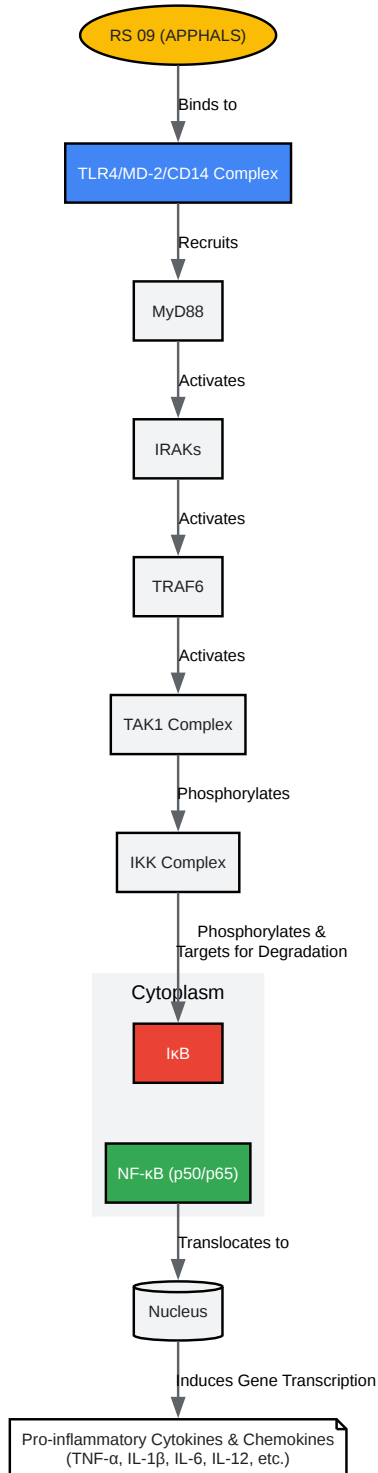 RS 09 (APPHALS)
Binds to
TLR4/MD-2/CD14 Complex
Recruits
MyD88
Activates
IRAKs
Activates
TRAF6
Activates
TAK1 Complex
Phosphorylates
IKK Complex
Phosphorylates &
Targets for Degradation
Cytoplasm
IκB
NF-κB (p50/p65)
Translocates to
Nucleus
Induces Gene Transcription
Pro-inflammatory Cytokines & Chemokines
(TNF-α, IL-1β, IL-6, IL-12, etc.)